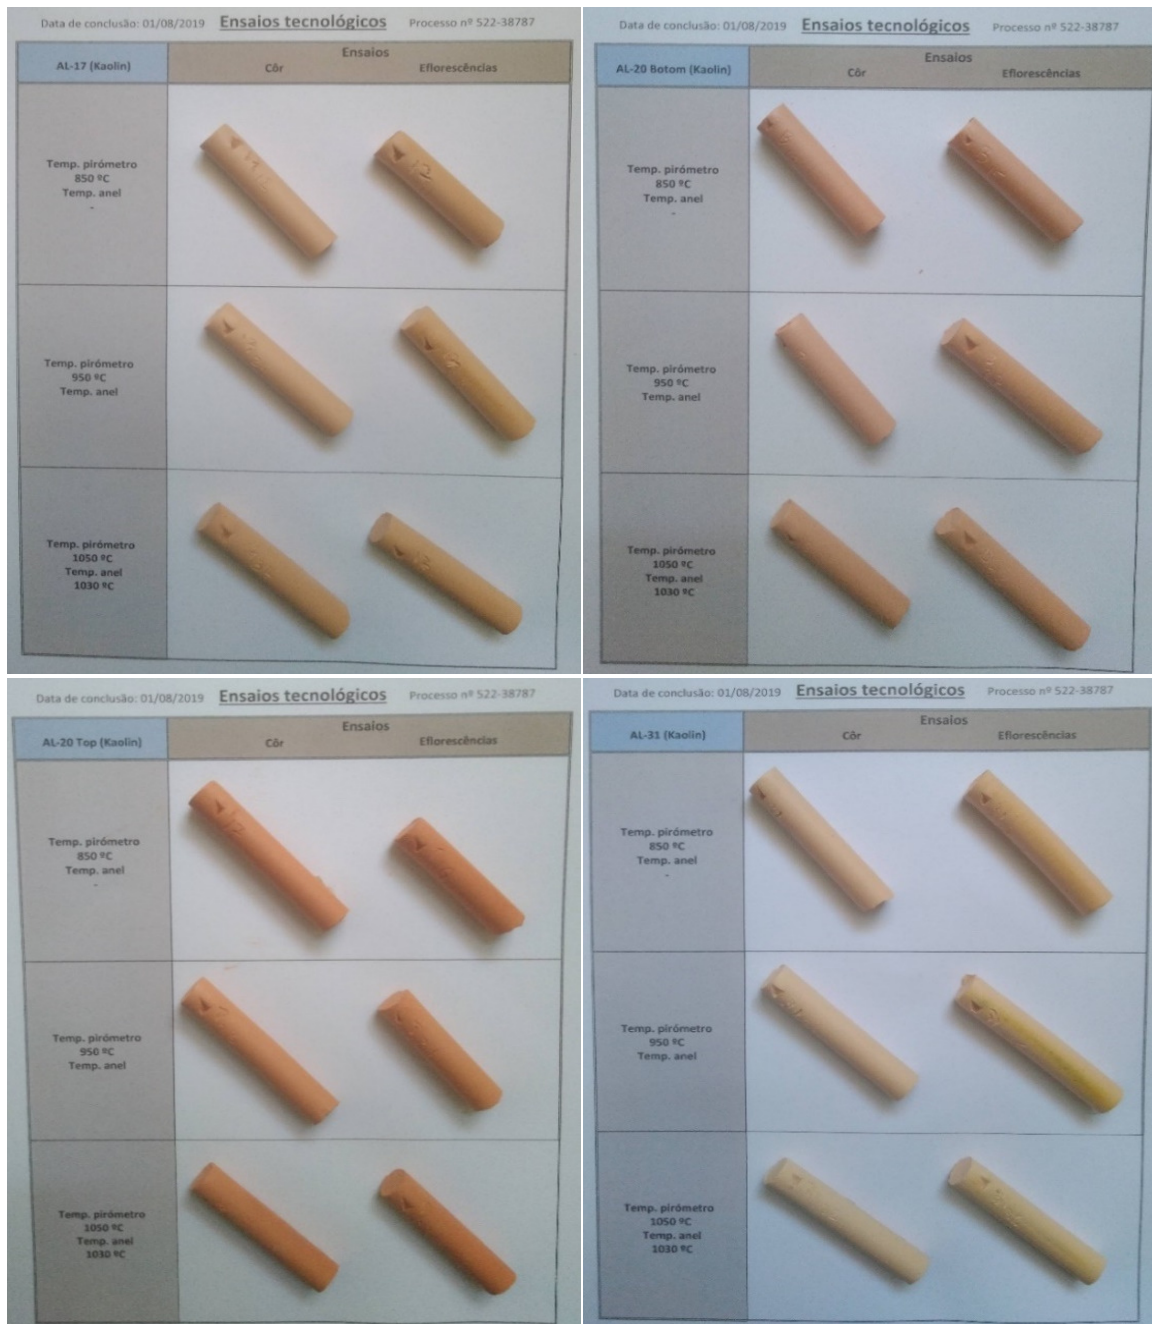 Data de conclusão: 01/08/2019 Ensaios tecnológicos Processo nº 522-38787
AL-17 (Kaolin)
Ensaios
Côr Eflorescências
Temp. pirómetro
850 ºC
Temp. anel
-
Temp. pirómetro
950 ºC
Temp. anel
Temp. pirómetro
1050 ºC
Temp. anel
1030 ºC
Data de conclusão: 01/08/2019 Ensaios tecnológicos Processo nº 522-38787
AL-20 Botom (Kaolin)
Ensaios
Côr Eflorescências
Temp. pirómetro
850 ºC
Temp. anel
-
Temp. pirómetro
950 ºC
Temp. anel
Temp. pirómetro
1050 ºC
Temp. anel
1030 ºC
Data de conclusão: 01/08/2019 Ensaios tecnológicos Processo nº 522-38787
AL-20 Top (Kaolin)
Ensaios
Côr Eflorescências
Temp. pirómetro
850 ºC
Temp. anel
-
Temp. pirómetro
950 ºC
Temp. anel
Temp. pirómetro
1050 ºC
Temp. anel
1030 ºC
Data de conclusão: 01/08/2019 Ensaios tecnológicos Processo nº 522-38787
AL-31 (Kaolin)
Ensaios
Côr Eflorescências
Temp. pirómetro
850 ºC
Temp. anel
-
Temp. pirómetro
950 ºC
Temp. anel
Temp. pirómetro
1050 ºC
Temp. anel
1030 ºC